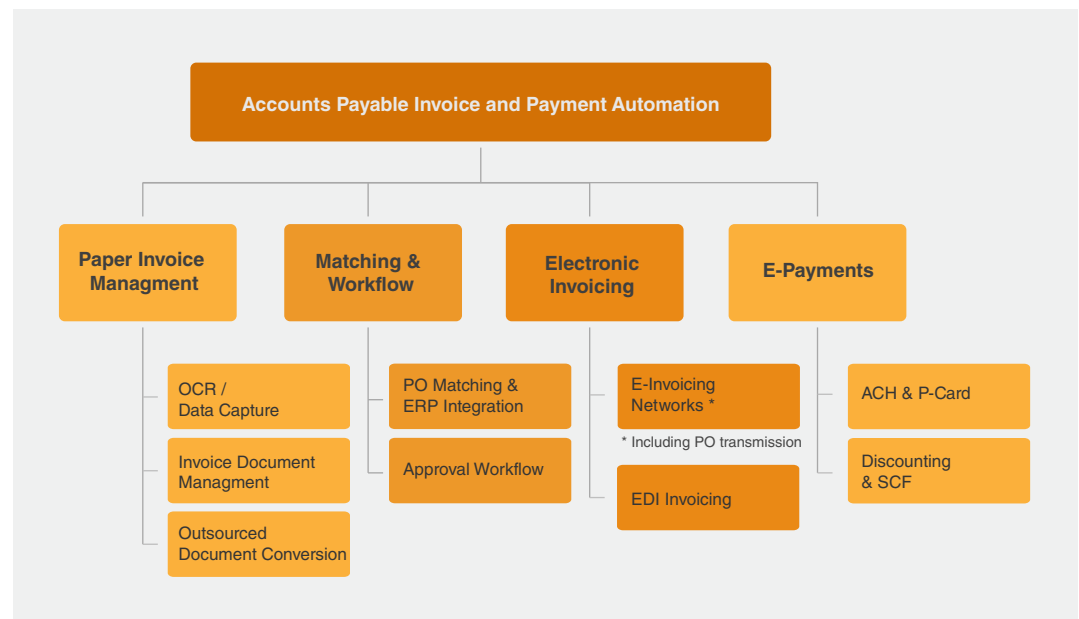 Accounts Payable Invoice and Payment Automation
Paper Invoice
Managment
OCR /
Data Capture
Invoice Document
Managment
Outsourced
Document Conversion
Matching &
Workflow
PO Matching &
ERP Integration
Approval Workflow
Electronic
Invoicing
E-Invoicing
Networks *
* Including PO transmission
EDI Invoicing
E-Payments
ACH & P-Card
Discounting
& SCF